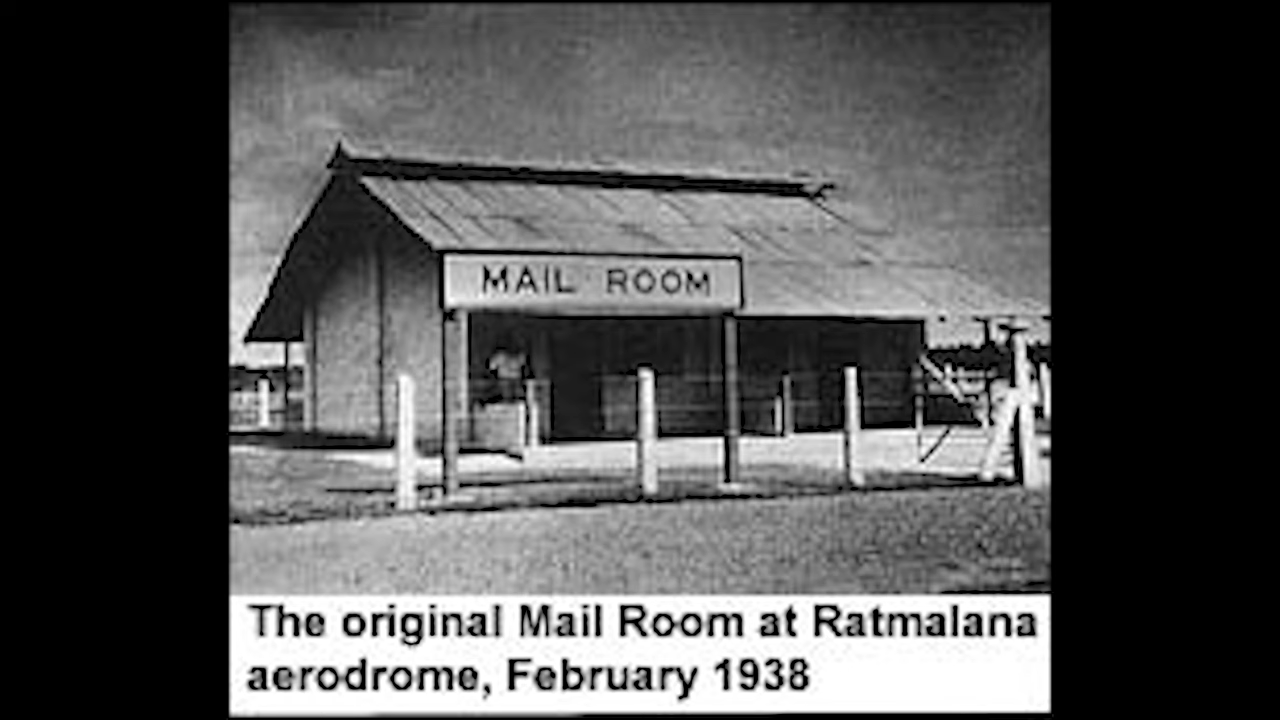 MAIL ROOM
The original Mail Room at Ratmalana
aerodrome, February 1938